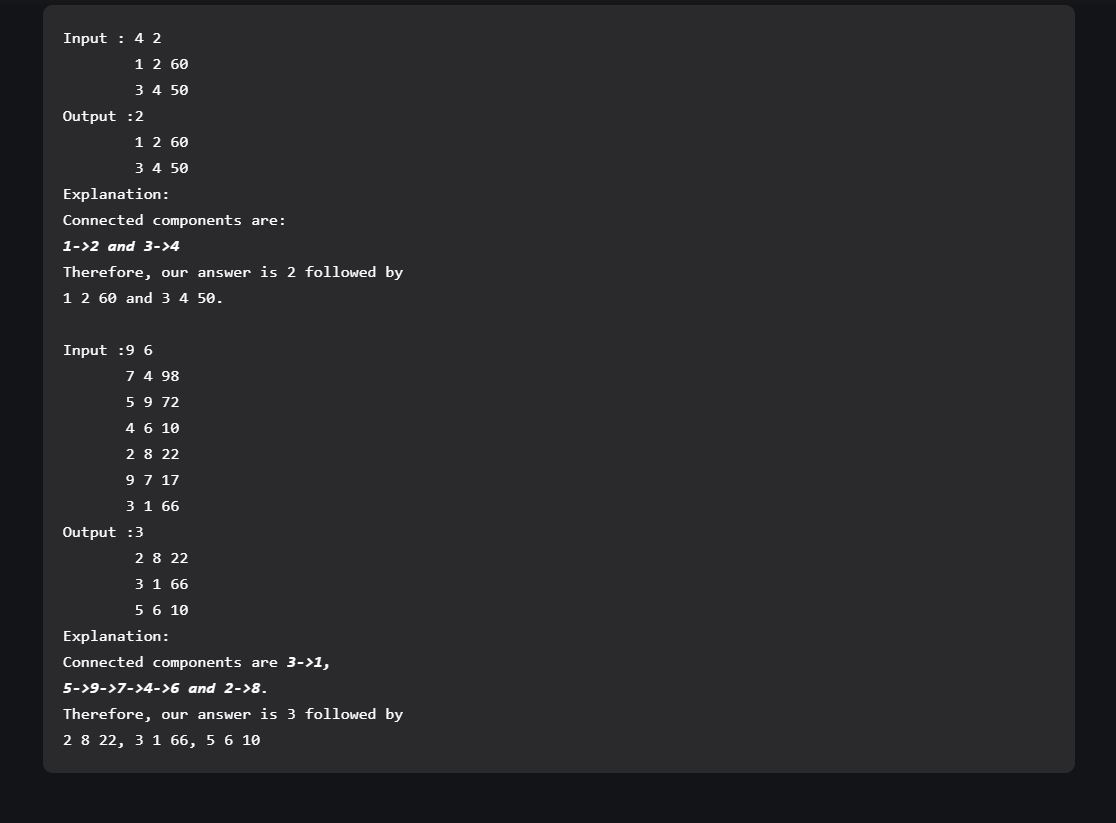 Input : 4 2
        1 2 60
        3 4 50
Output :2
        1 2 60
        3 4 50
Explanation:
Connected components are:
1->2 and 3->4
Therefore, our answer is 2 followed by
1 2 60 and 3 4 50.

Input :9 6
       7 4 98
       5 9 72
       4 6 10
       2 8 22
       9 7 17
       3 1 66
Output :3
        2 8 22
        3 1 66
        5 6 10
Explanation:
Connected components are 3->1,
5->9->7->4->6 and 2->8.
Therefore, our answer is 3 followed by
2 8 22, 3 1 66, 5 6 10